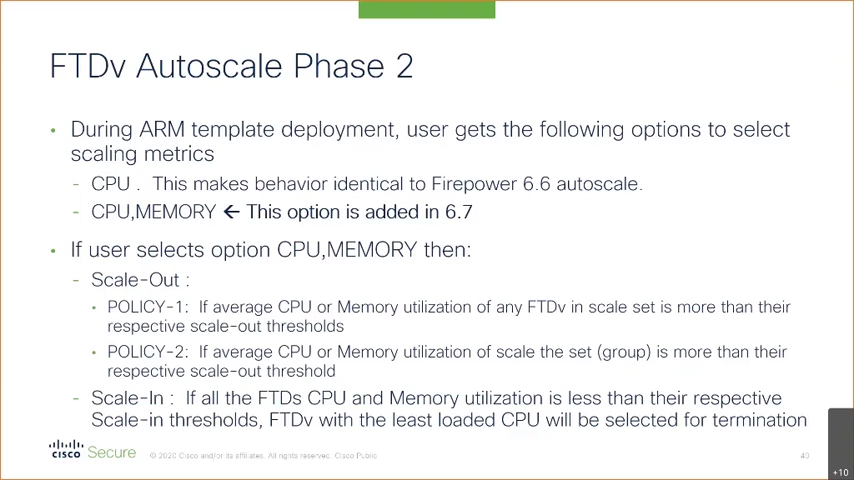 FTDv Autoscale Phase 2
• During ARM template deployment, user gets the following options to select
scaling metrics
- CPU . This makes behavior identical to Firepower 6.6 autoscale.
- CPU,MEMORY ← This option is added in 6.7
• If user selects option CPU,MEMORY then:
- Scale-Out :
• POLICY-1: If average CPU or Memory utilization of any FTDv in scale set is more than their
respective scale-out thresholds
• POLICY-2: If average CPU or Memory utilization of scale the set (group) is more than their
respective scale-out threshold
- Scale-In : If all the FTDs CPU and Memory utilization is less than their respective
Scale-in thresholds, FTDv with the least loaded CPU will be selected for termination
CISCO Secure © 2020 Cisco and/or its affiliates. All rights reserved. Cisco Public 40
+10